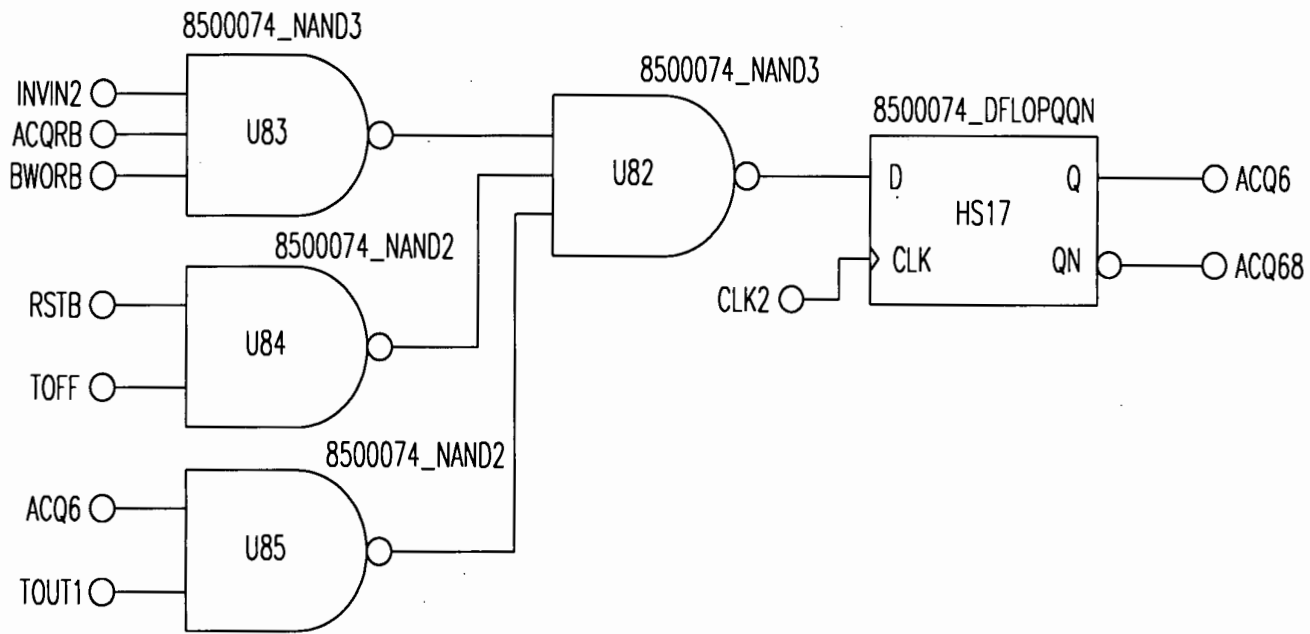 8500074_NAND3
INVIN2
ACQRB
BWORB
U83
8500074_NAND3
U82
8500074_DFLOPQQN
D
Q
HS17
CLK
QN
ACQ6
ACQ68
CLK2
8500074_NAND2
RSTB
TOFF
U84
8500074_NAND2
ACQ6
TOUT1
U85